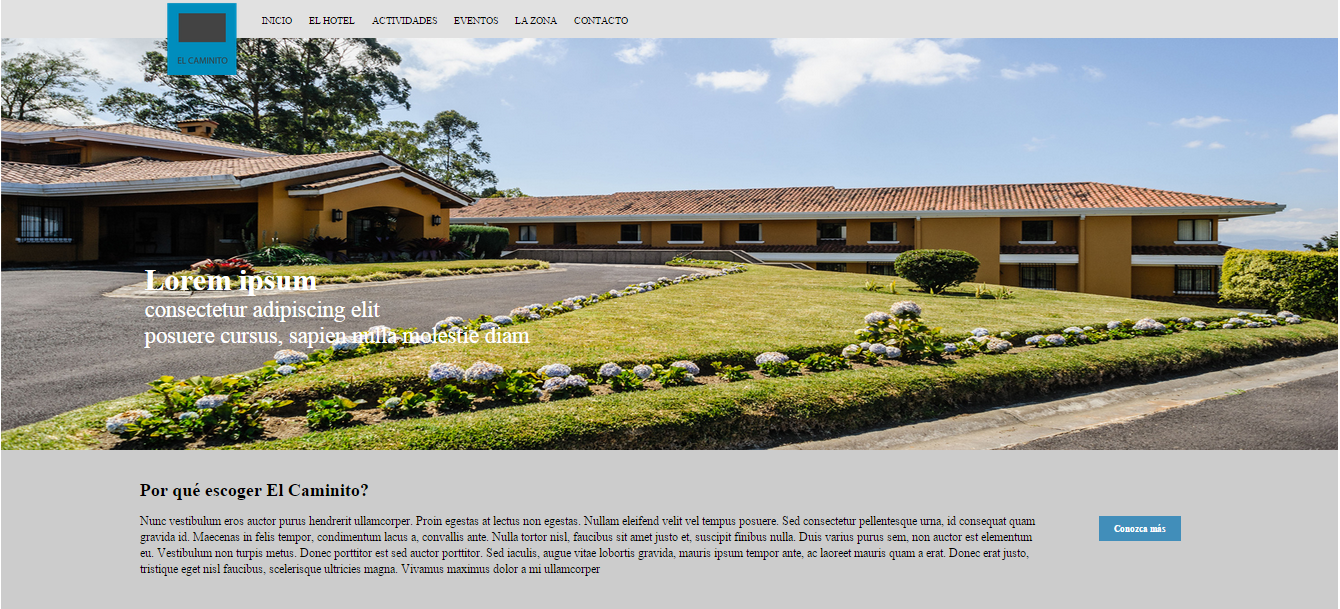 EL CAMINITO
INICIO EL HOTEL ACTIVIDADES EVENTOS LA ZONA CONTACTO
Lorem ipsum
consectetur adipiscing elit
posuere cursus, sapien nulla molestie diam
Por qué escoger El Caminito?
Nunc vestibulum eros auctor purus hendrerit ullamcorper. Proin egestas at lectus non egestas. Nullam eleifend velit vel tempus posuere. Sed consectetur pellentesque urna, id consequat quam
gravida id. Maecenas in felis tempor, condimentum lacus a, convallis ante. Nulla tortor nisl, faucibus sit amet justo et, suscipit finibus nulla. Duis varius purus sem, non auctor est elementum
eu. Vestibulum non turpis metus. Donec porttitor est sed auctor porttitor. Sed iaculis, augue vitae lobortis gravida, mauris ipsum tempor ante, ac laoreet mauris quam a erat. Donec erat justo,
tristique eget nisl faucibus, scelerisque ultricies magna. Vivamus maximus dolor a mi ullamcorper
Conozca más